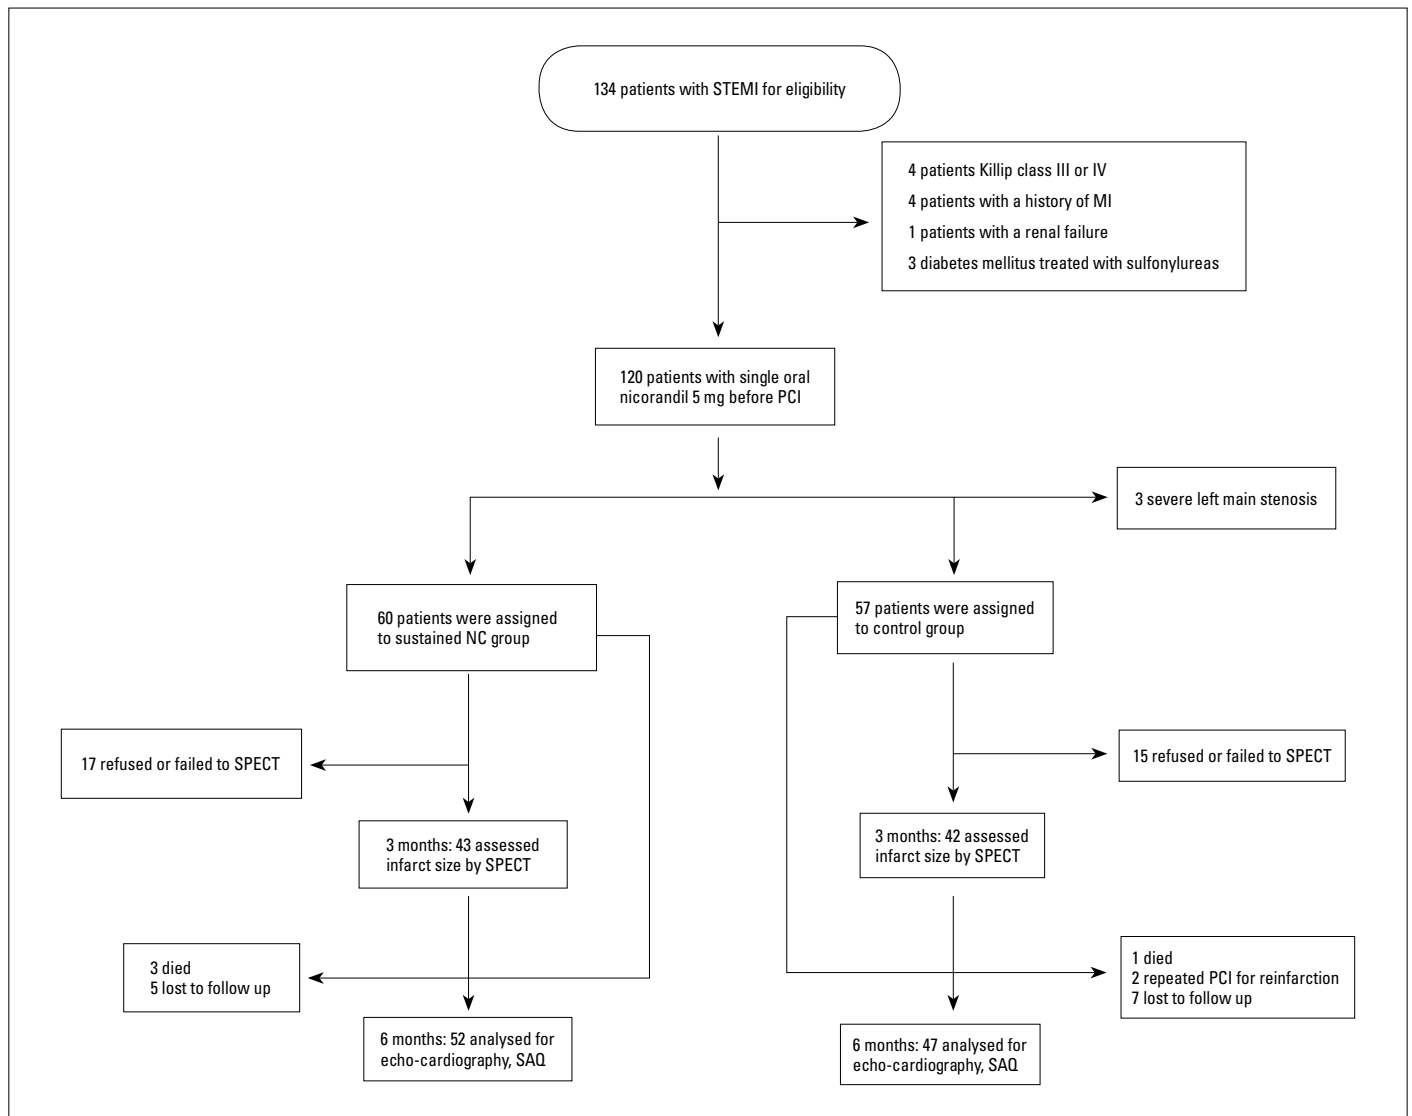 134 patients with STEMI for eligibility
4 patients Killip class III or IV
4 patients with a history of MI
1 patients with a renal failure
3 diabetes mellitus treated with sulfonylureas
120 patients with single oral
nicorandil 5 mg before PCI
3 severe left main stenosis
60 patients were assigned
to sustained NC group
57 patients were assigned
to control group
17 refused or failed to SPECT
15 refused or failed to SPECT
3 months: 43 assessed
infarct size by SPECT
3 months: 42 assessed
infarct size by SPECT
3 died
5 lost to follow up
1 died
2 repeated PCI for reinfarction
7 lost to follow up
6 months: 52 analysed for
echo-cardiography, SAQ
6 months: 47 analysed for
echo-cardiography, SAQ